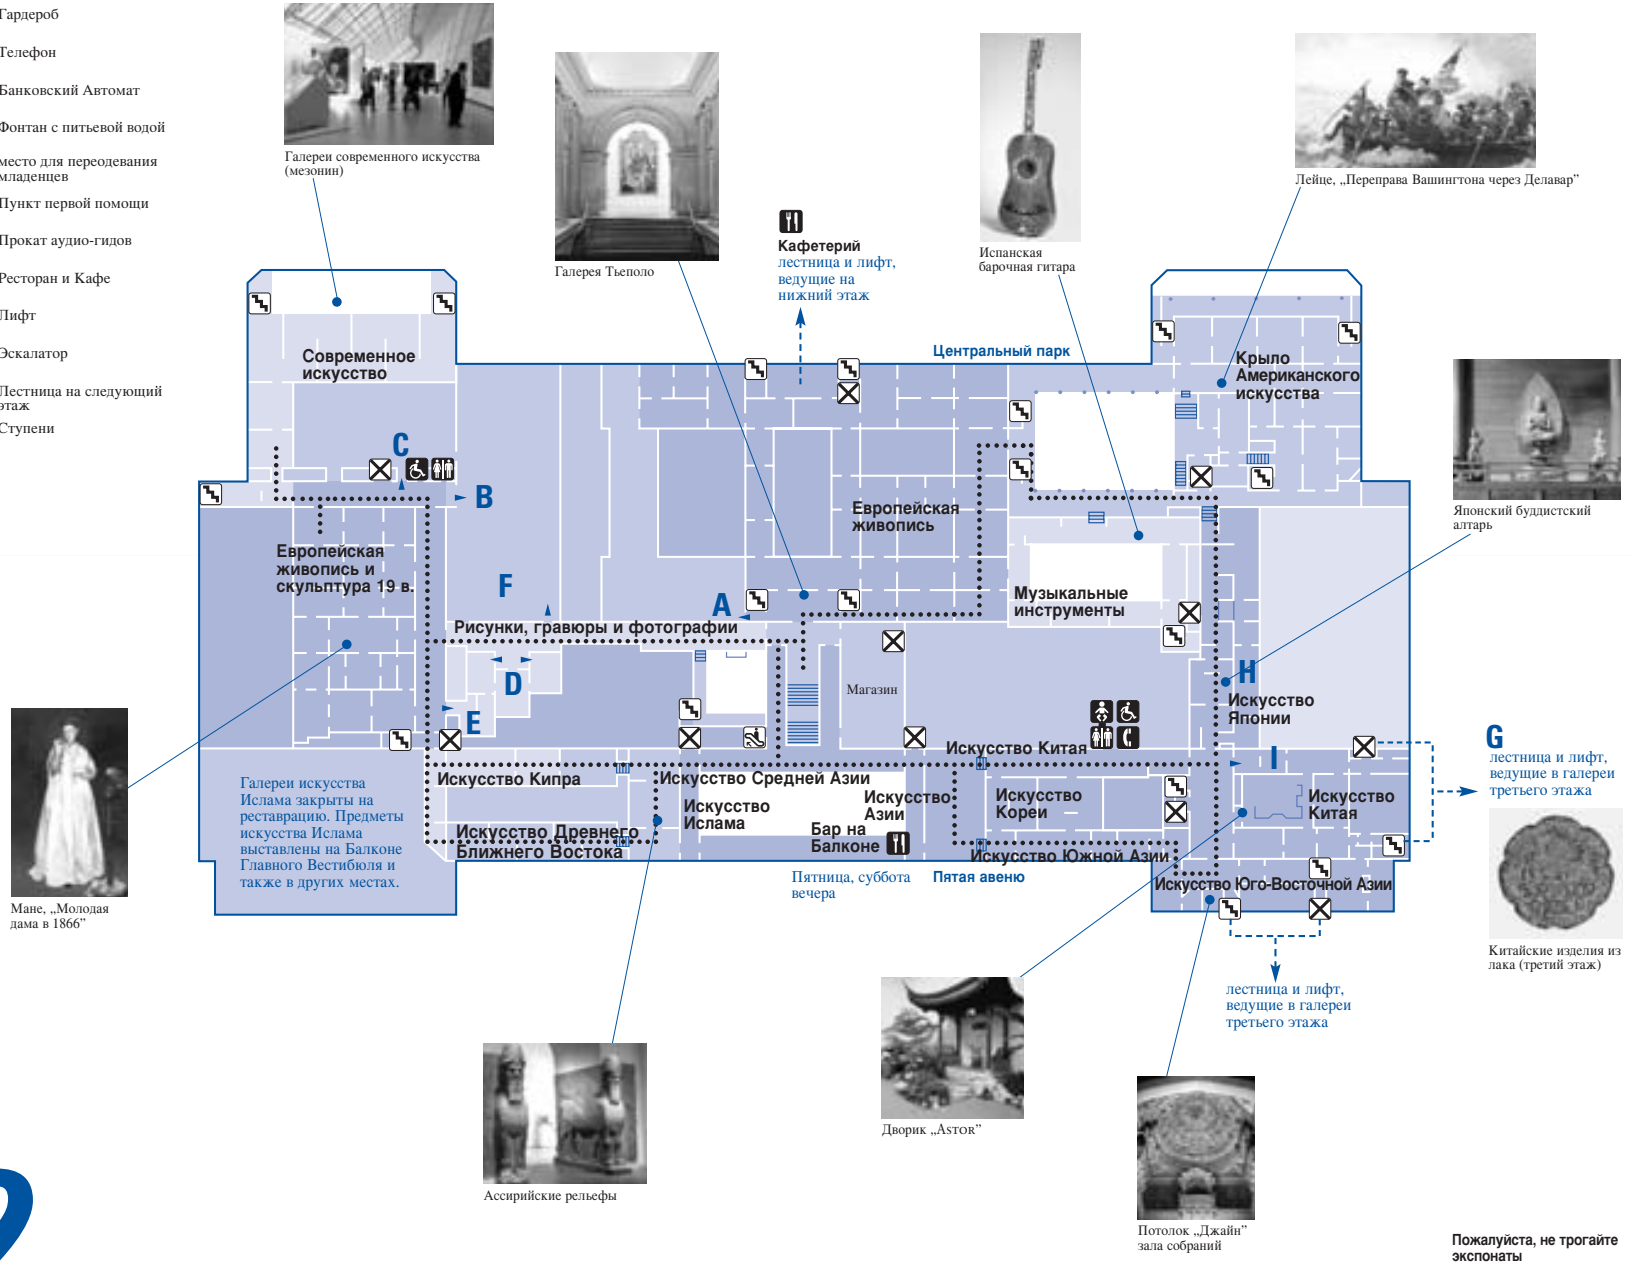 Гардероб
Телефон
Банковский Автомат
Фонтан с питьевой водой
место для переодевания
младенцев
Пункт первой помощи
Прокат аудио-гидов
Ресторан и Кафе
Лифт
Эскалатор
Лестница на следующий
этаж
Ступени
Галереи современного искусства
(мезонин)
Галерея Тьеполо
Кафетерий
лестница и лифт,
ведущие на
нижний этаж
Испанская
барочная гитара
Лейце, „Переправа Вашингтона через Делавар”
Центральный парк
Современное
искусство
Крыло
Американского
искусства
C
B
Европейская
живопись
Японский буддистский
алтарь
Европейская
живопись и
скульптура 19 в.
F
A
Музыкальные
инструменты
Рисунки, гравюры и фотографии
D
E
Магазин
H
Искусство
Японии
Искусство Китая
I
G
лестница и лифт,
ведущие в галереи
третьего этажа
Искусство Кипра
Искусство Средней Азии
Галереи искусства
Ислама закрыты на
реставрацию. Предметы
искусства Ислама
выставлены на Балконе
Главного Вестибюля и
также в других местах.
Искусство
Ислама
Искусство
Азии
Искусство
Кореи
Искусство
Китая
Искусство Древнего
Ближнего Востока
Бар на
Балконе
Искусство Южной Азии
Пятница, суббота
вечера
Пятая авеню
Искусство Юго-Восточной Азии
Мане, „Молодая
дама в 1866”
Китайские изделия из
лака (третий этаж)
лестница и лифт,
ведущие в галереи
третьего этажа
Дворик „Astor”
Ассирийские рельефы
Потолок „Джайн”
зала собраний
2
Пожалуйста, не трогайте
экспонаты